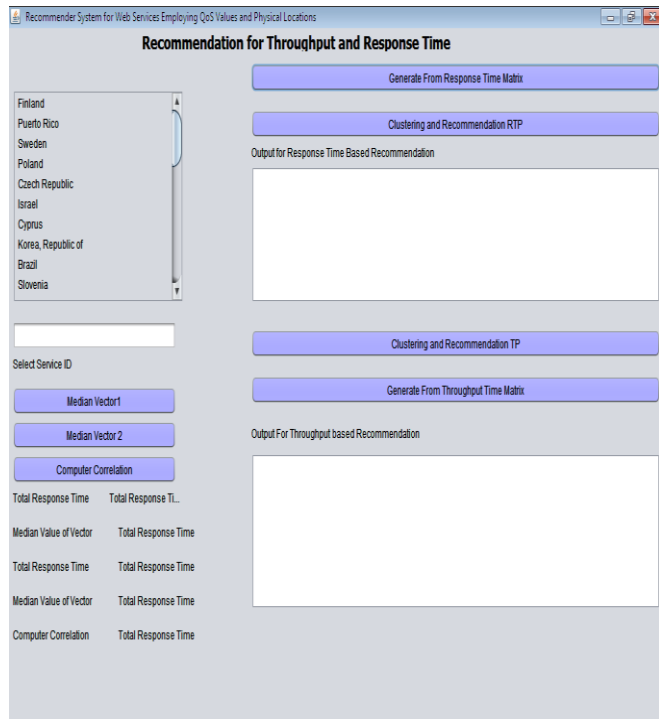 Recommender System for Web Services Employing QoS Values and Physical Locations
Recommendation for Throughput and Response Time
Generate From Response Time Matrix
Finland
Puerto Rico
Sweden
Poland
Czech Republic
Israel
Cyprus
Korea, Republic of
Brazil
Slovenia
Clustering and Recommendation RTP
Output for Response Time Based Recommendation
Select Service ID
Median Vector1
Median Vector 2
Computer Correlation
Clustering and Recommendation TP
Generate From Throughput Time Matrix
Output For Throughput based Recommendation
Total Response Time Total Response Ti...
Median Value of Vector Total Response Time
Total Response Time Total Response Time
Median Value of Vector Total Response Time
Computer Correlation Total Response Time